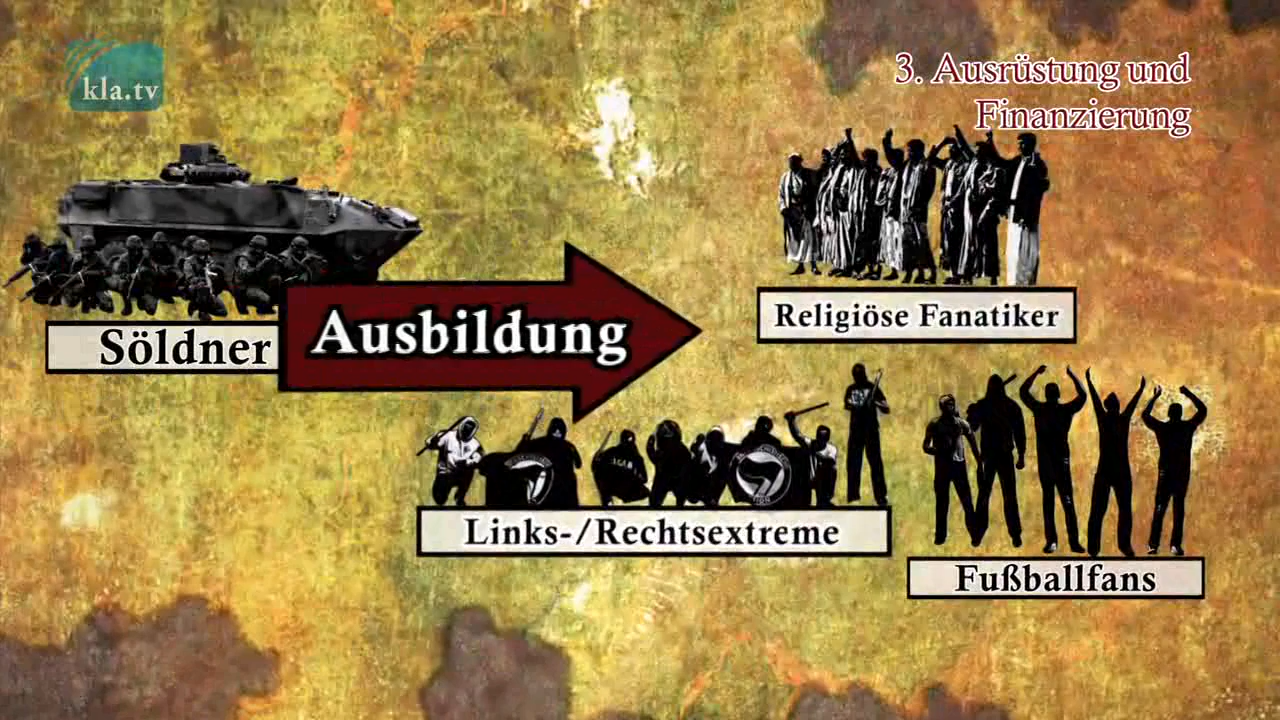 kla.tv
3. Ausrüstung und
Finanzierung
Söldner
Ausbildung
Religiöse Fanatiker
Links-/Rechtsextreme
Fußballfans